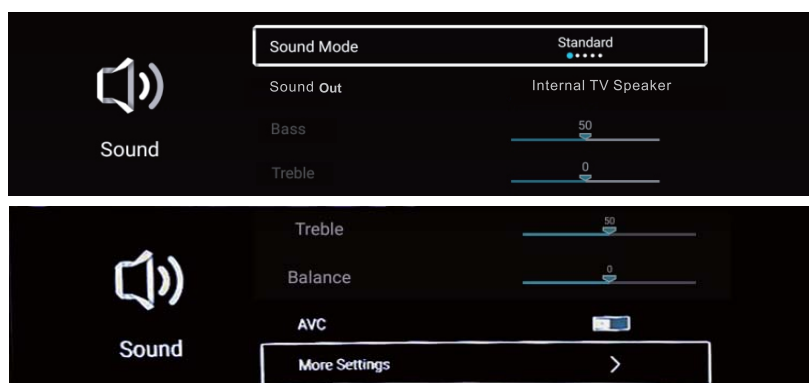 Sound Mode
Standard
Sound Out
Internal TV Speaker
Bass
50
Treble
0
Sound
Treble
50
Balance
0
AVC
More Settings
Sound